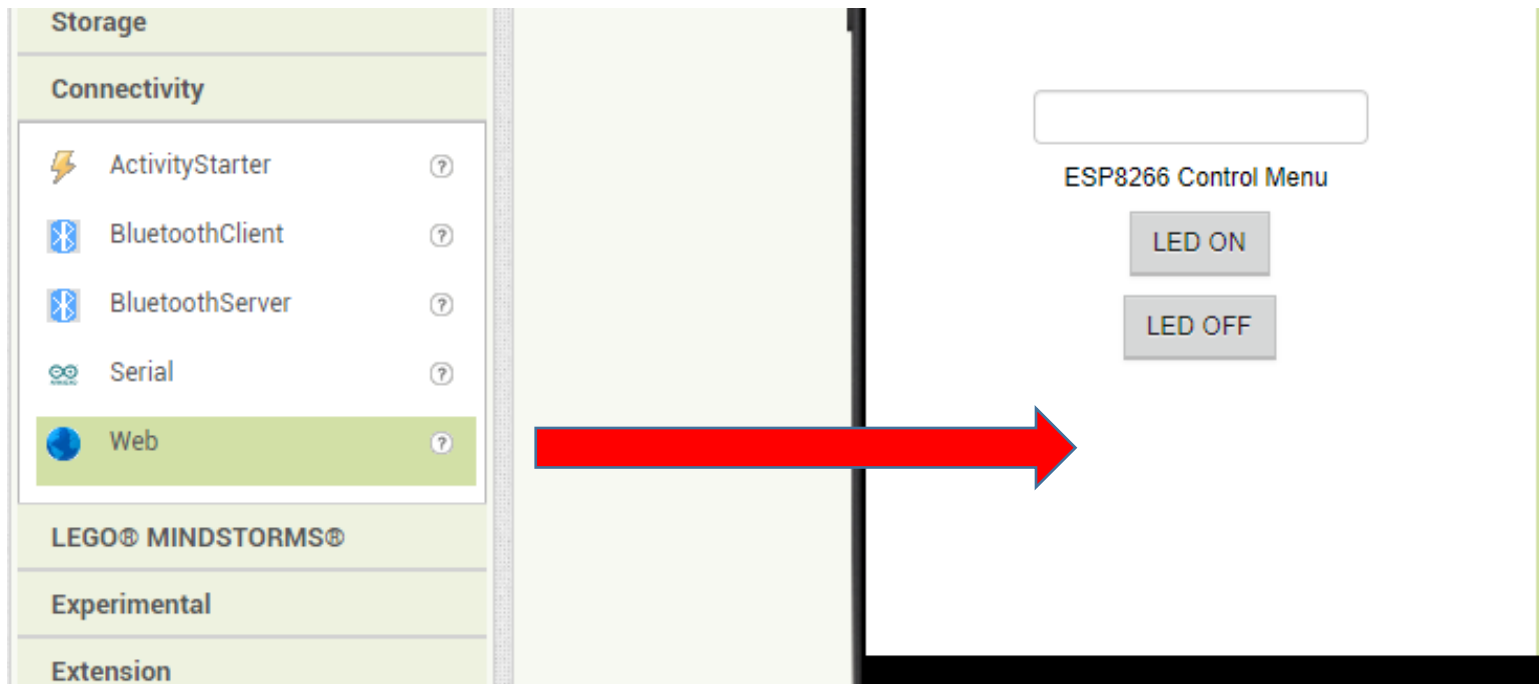 Storage
Connectivity
ActivityStarter
BluetoothClient
BluetoothServer
Serial
Web
LEGO® MINDSTORMS®
Experimental
Extension
ESP8266 Control Menu
LED ON
LED OFF